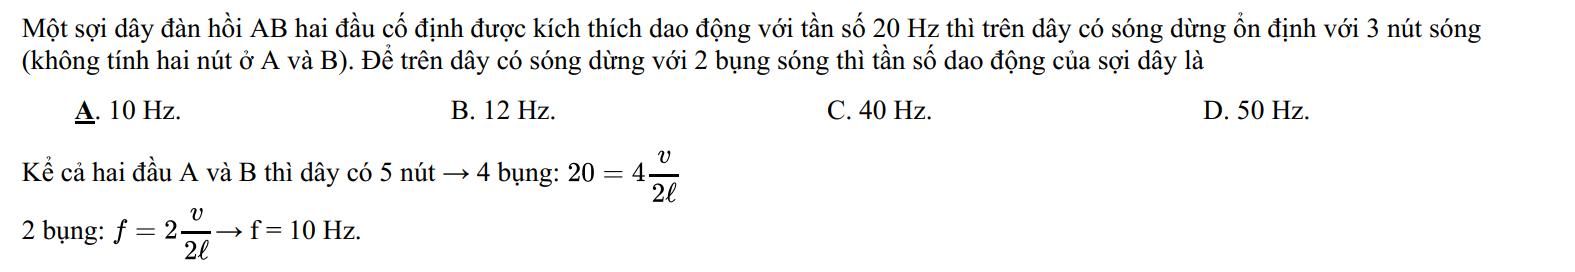 Một sợi dây đàn hồi AB hai đầu cố định được kích thích dao động với tần số 20 Hz thì trên dây có sóng dừng ổn định với 3 nút sóng
(không tính hai nút ở A và B). Để trên dây có sóng dừng với 2 bụng sóng thì tần số dao động của sợi dây là
A. 10 Hz. B. 12 Hz. C. 40 Hz. D. 50 Hz.
Kể cả hai đầu A và B thì dây có 5 nút → 4 bụng: 20 = 4 v/2ℓ
2 bụng: f = 2 v/2ℓ → f = 10 Hz.